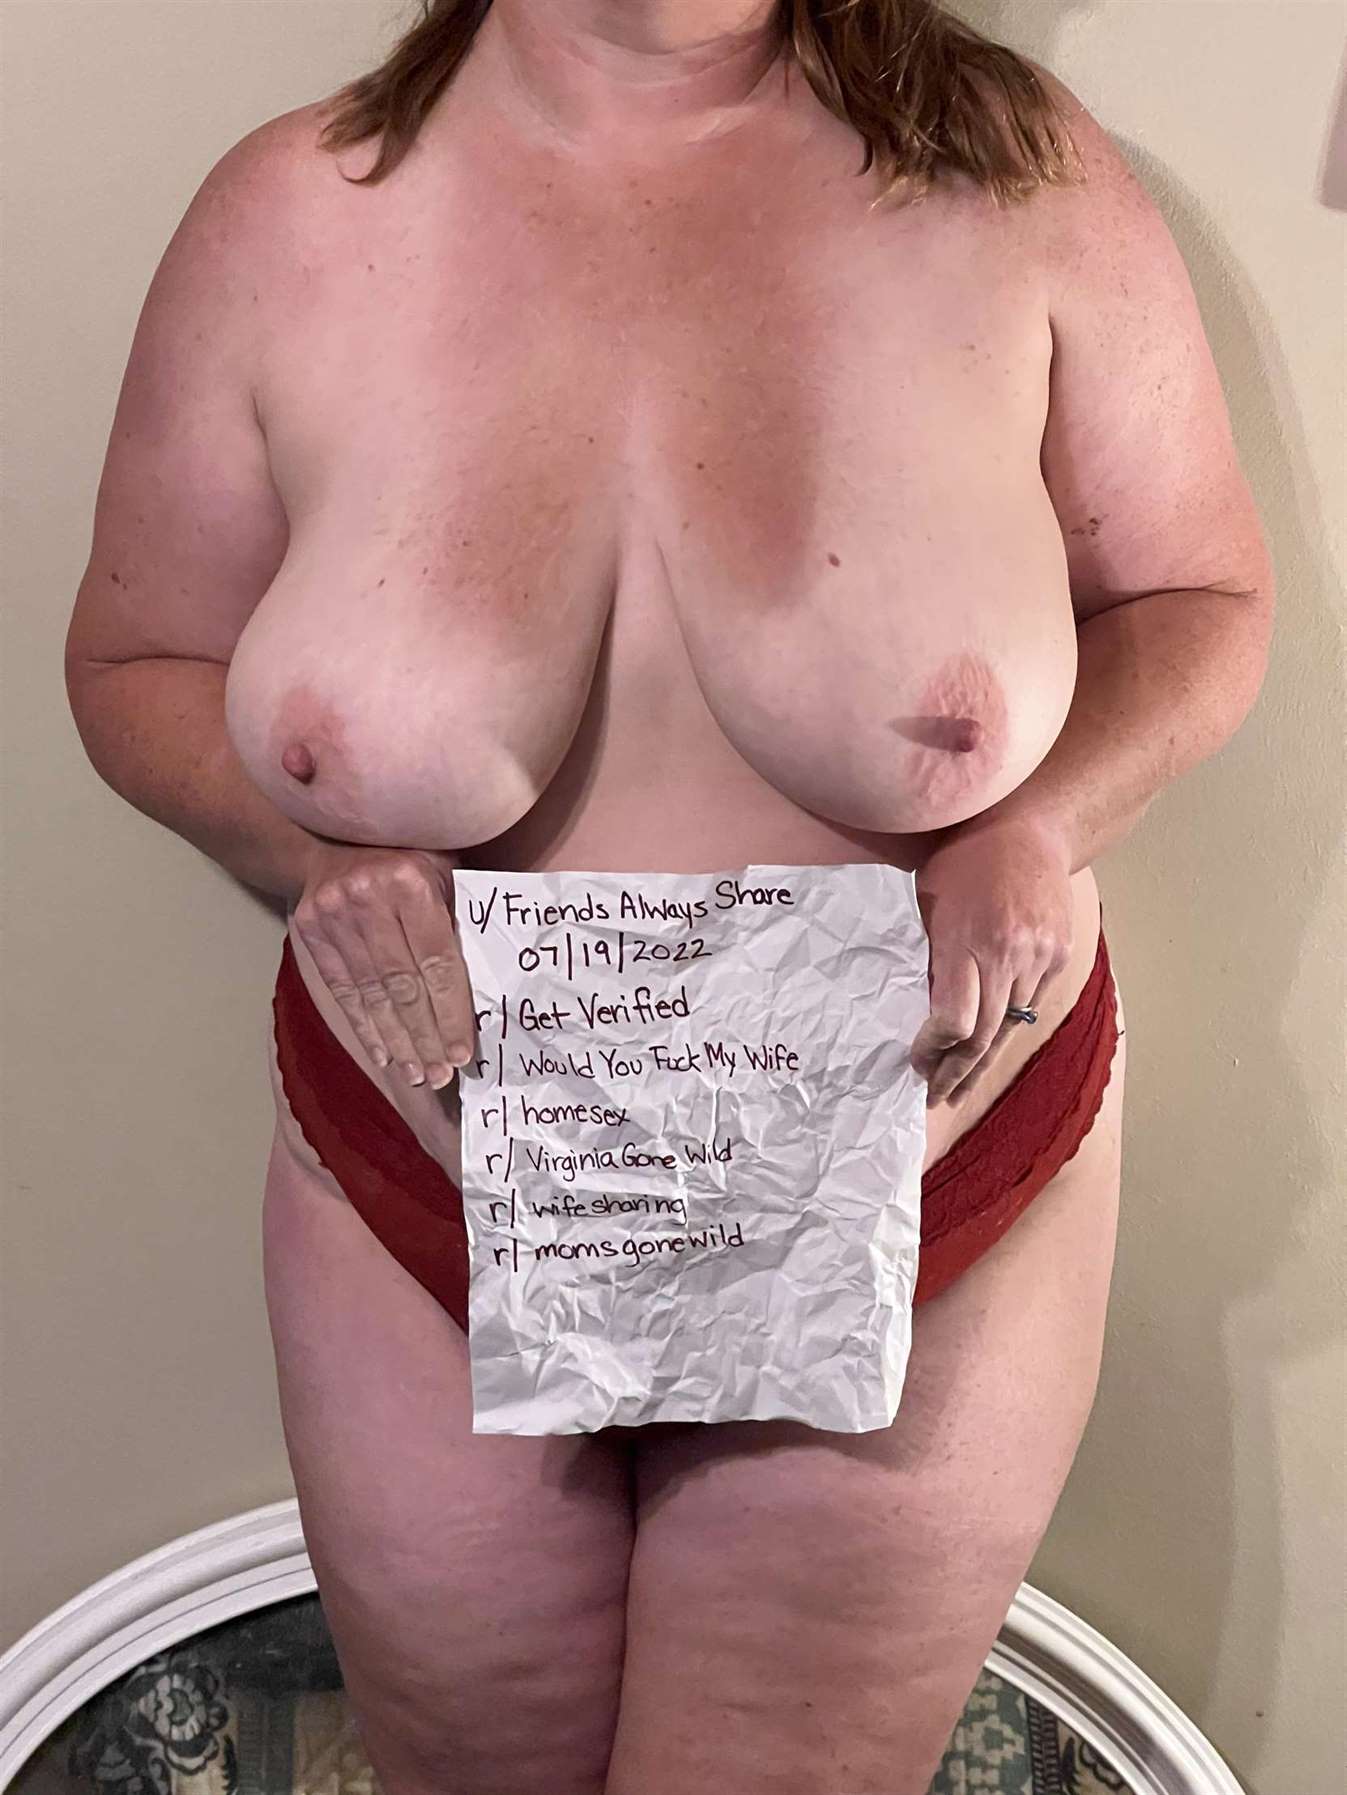 u/Friends Always Share
07/19/2022
r/Get Verified
r/Would You Fuck My Wife
r/homesex
r/Virginia Gone Wild
r/wifesharing
r/momsgonewild